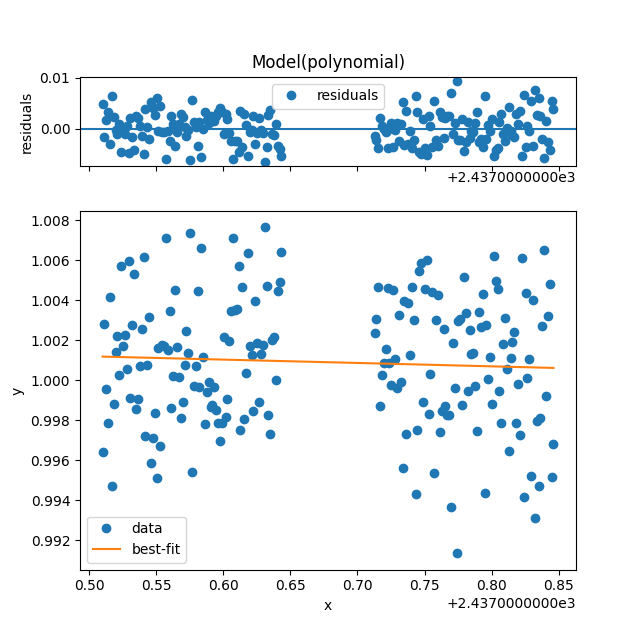 Model(polynomial)
0.01
0.00
residuals
residuals
+2.4370000000e3
1.008
1.006
1.004
1.002
1.000
0.998
0.996
0.994
0.992
y
data
best-fit
0.50 0.55 0.60 0.65 0.70 0.75 0.80 0.85
x
+2.4370000000e3